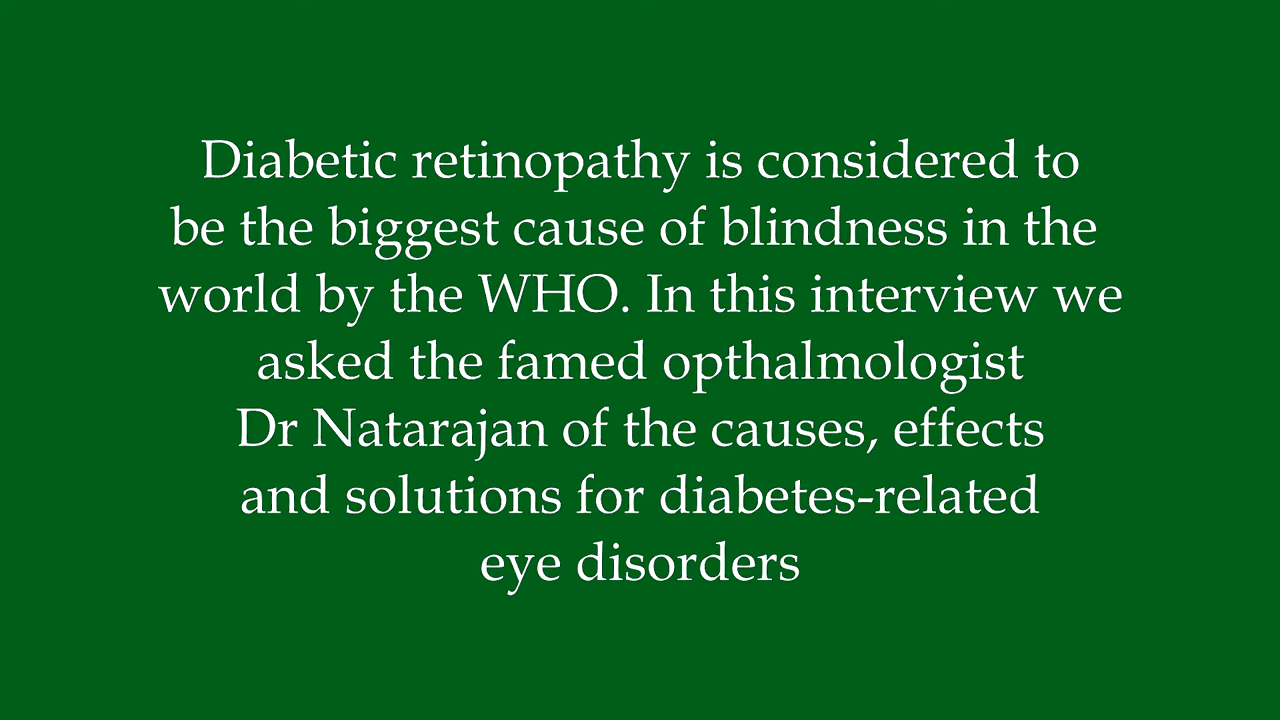 Diabetic retinopathy is considered to
be the biggest cause of blindness in the
world by the WHO. In this interview we
asked the famed opthalmologist
Dr Natarajan of the causes, effects
and solutions for diabetes-related
eye disorders